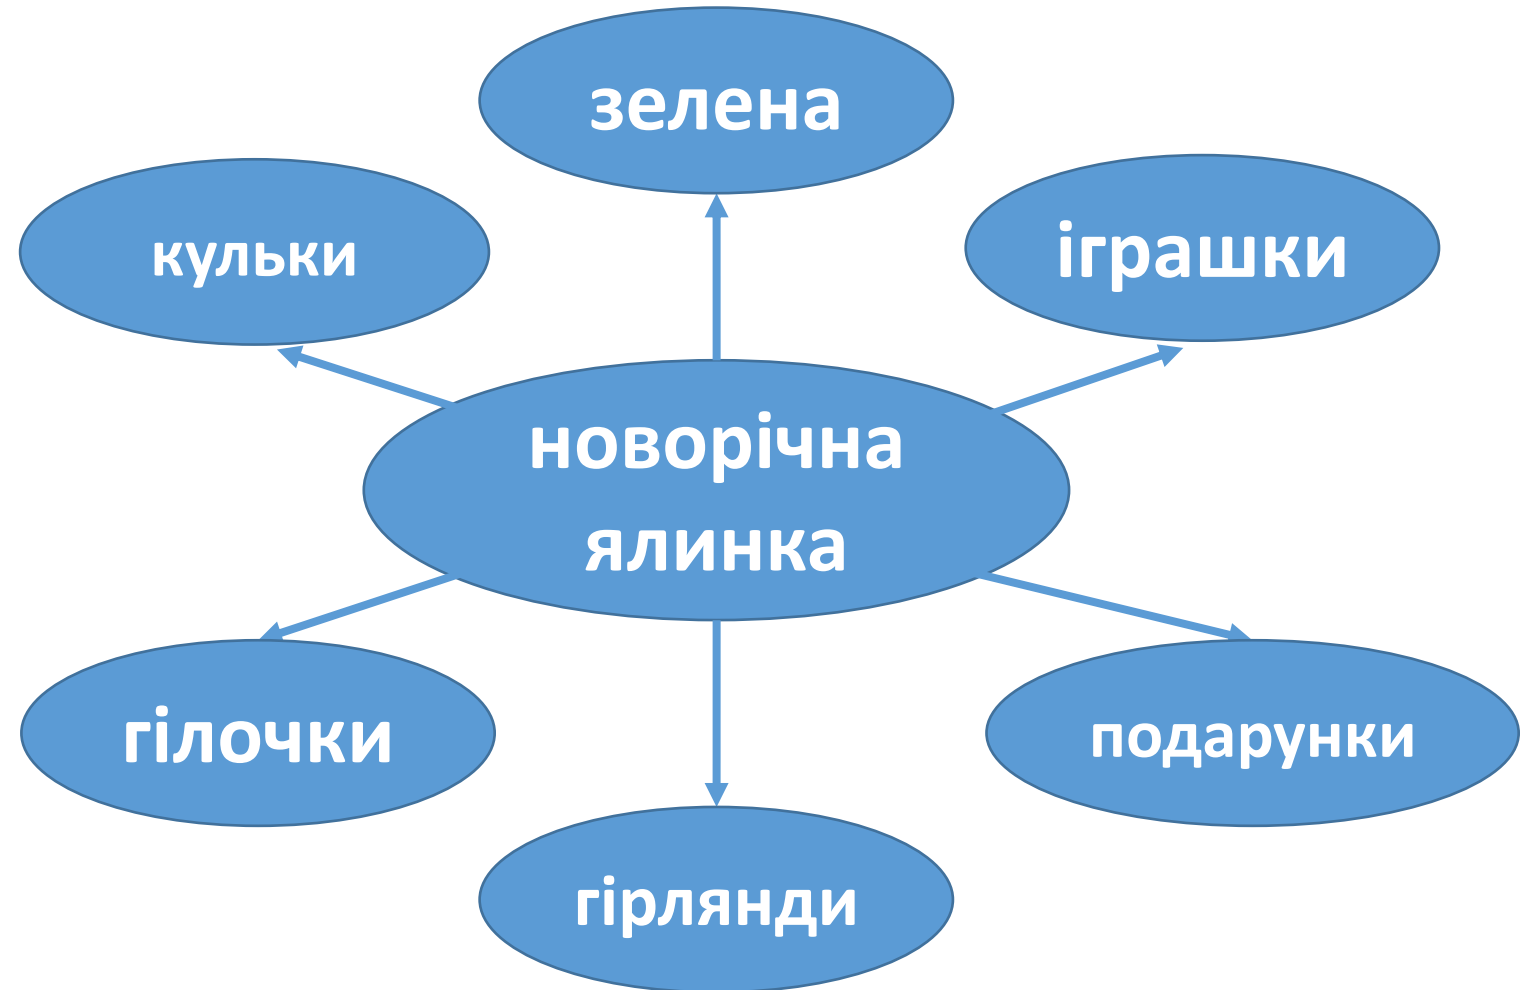 зелена
кульки
іграшки
новорічна
ялинка
гілочки
подарунки
гірлянди